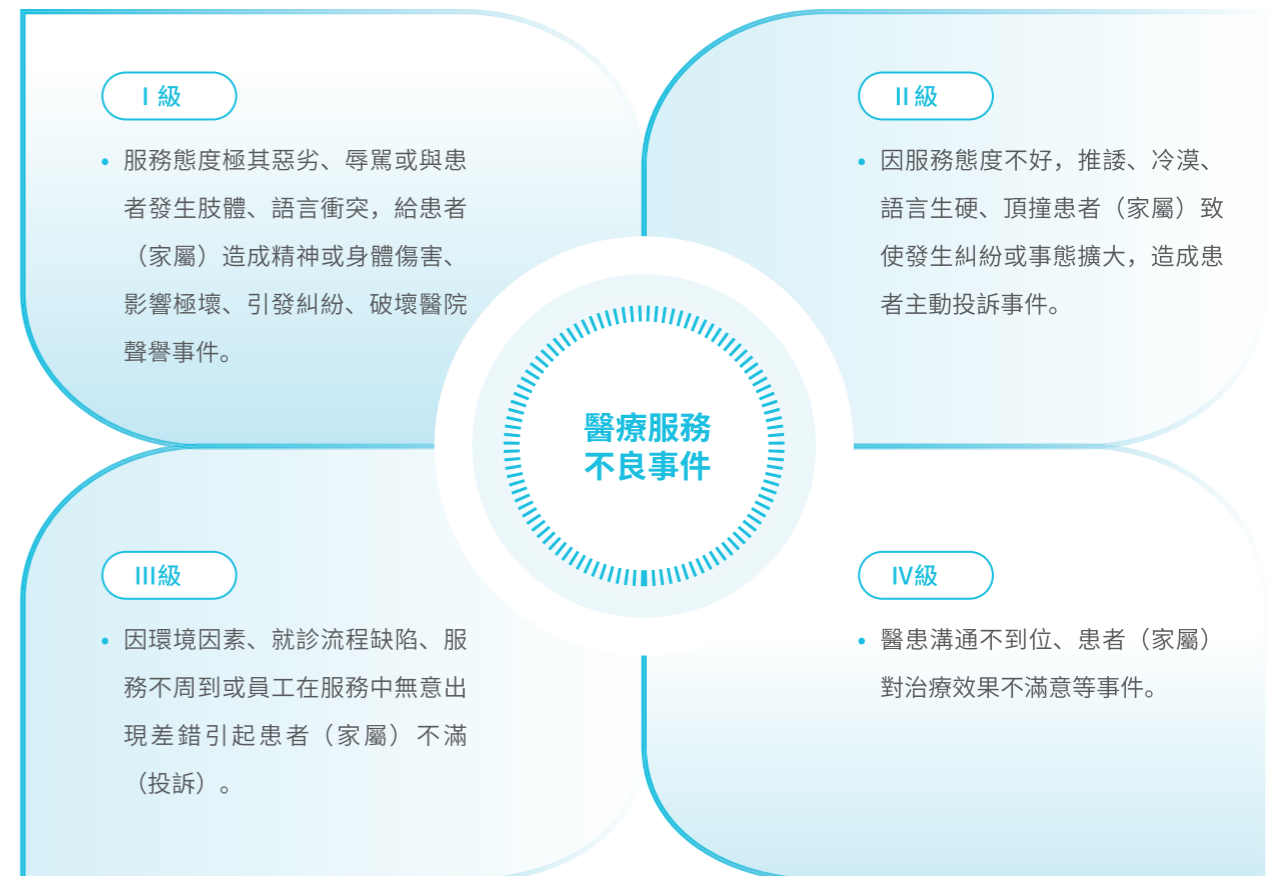 I 級
• 服務態度極其惡劣、辱駡或與患
者發生肢體、語言衝突，給患者
（家屬）造成精神或身體傷害、
影響極壞、引發糾紛、破壞醫院
聲譽事件。
II 級
• 因服務態度不好，推諉、冷漠、
語言生硬、頂撞患者（家屬）致
使發生糾紛或事態擴大，造成患
者主動投訴事件。
醫療服務
不良事件
III級
• 因環境因素、就診流程缺陷、服
務不周到或員工在服務中無意出
現差錯引起患者（家屬）不滿
（投訴）。
IV級
• 醫患溝通不到位、患者（家屬）
對治療效果不滿意等事件。